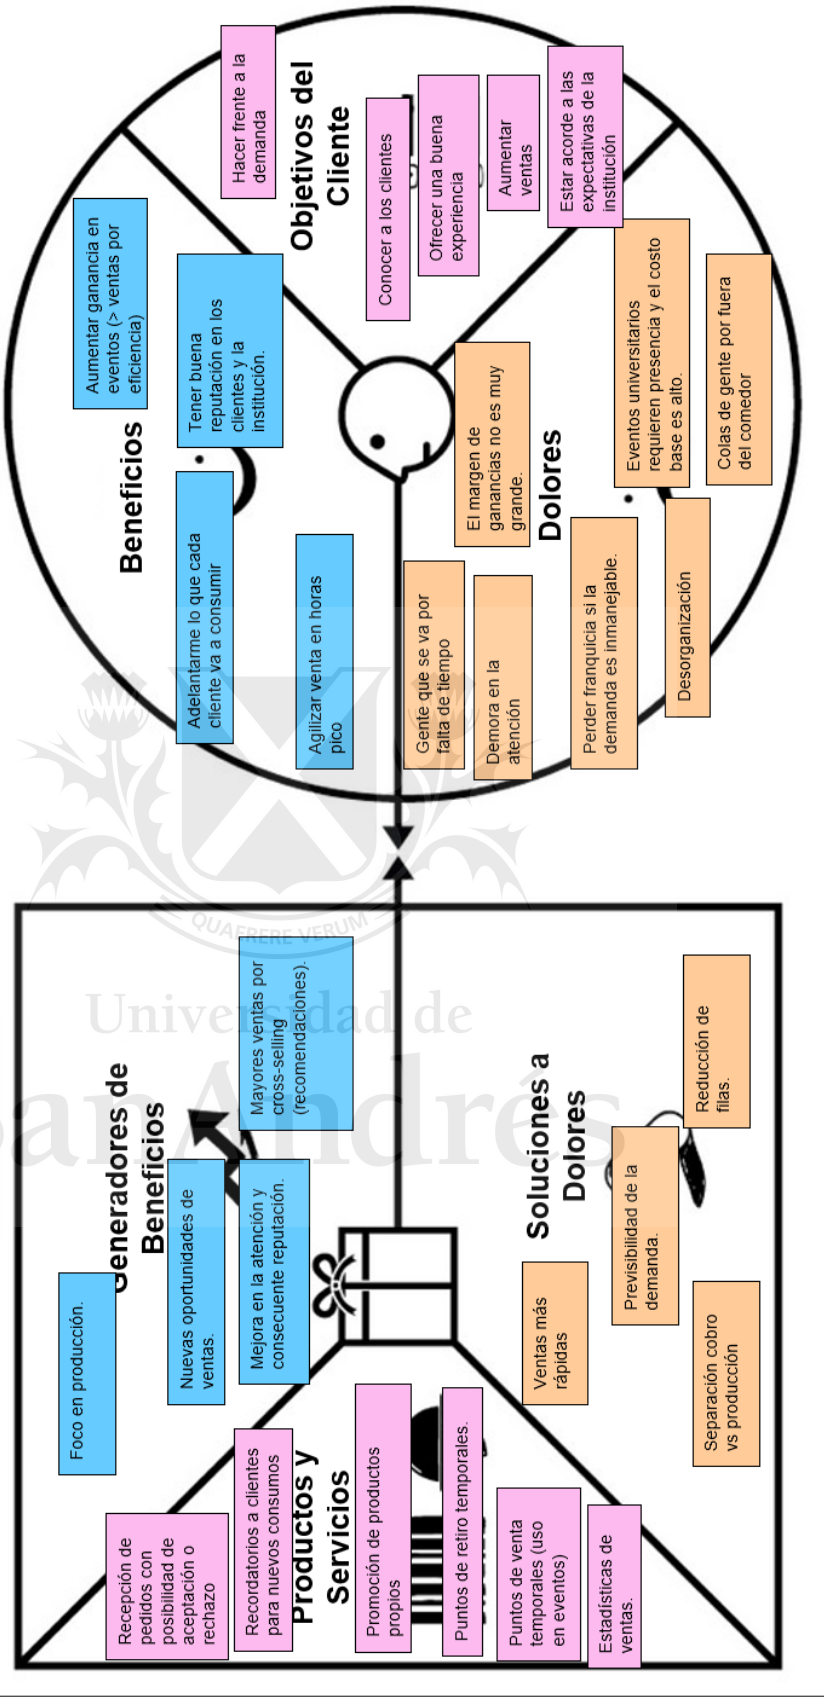 Generadores de
Beneficios
Foco en producción.
Nuevas oportunidades de
ventas.
Mejora en la atención y
consecuente reputación.
Mayores ventas por
cross-selling
(recomendaciones).
Productos y
Servicios
Recepción de
pedidos con
posibilidad de
aceptación o
rechazo
Recordatorios a clientes
para nuevos consumos
Promoción de productos
propios
Puntos de retiro temporales.
Puntos de venta
temporales (uso
en eventos)
Estadísticas de
ventas.
Soluciones a
Dolores
Ventas más
rápidas
Previsibilidad de la
demanda.
Reducción de
filas.
Separación cobro
vs producción
Beneficios
Aumentar ganancia en
eventos (> ventas por
eficiencia)
Tener buena
reputación en los
clientes y la
institución.
Adelantarme lo que cada
cliente va a consumir
Agilizar venta en horas
pico
Objetivos del
Cliente
Hacer frente a la
demanda
Conocer a los clientes
Ofrecer una buena
experiencia
Aumentar
ventas
Estar acorde a las
expectativas de la
institución
Dolores
El margen de
ganancias no es muy
grande.
Gente que se va por
falta de tiempo
Demora en la
atención
Perder franquicia si la
demanda es inmanejable.
Desorganización
Eventos universitarios
requieren presencia y el costo
base es alto.
Colas de gente por fuera
del comedor
QUAERERE VERUM
Universidad de
SanAndrés